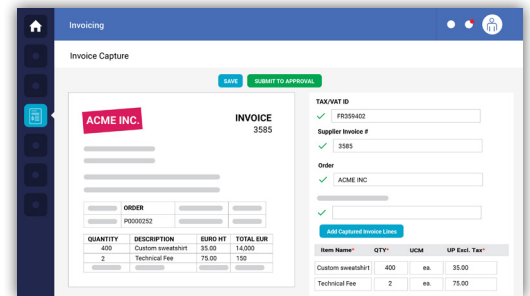 Invoicing
Invoice Capture
SAVE
SUBMIT TO APPROVAL
ACME INC.
INVOICE
3585
ORDER
P0000252
QUANTITY DESCRIPTION EURO HT TOTAL EUR
400 Custom sweatshirt 35.00 14,000
2 Technical Fee 75.00 150
TAX/VAT ID
FR359402
Supplier Invoice #
3585
Order
ACME INC
Add Captured Invoice Lines
Item Name* QTY* UCM UP Excl. Tax*
Custom sweatshirt 400 ea. 35.00
Technical Fee 2 ea. 75.00